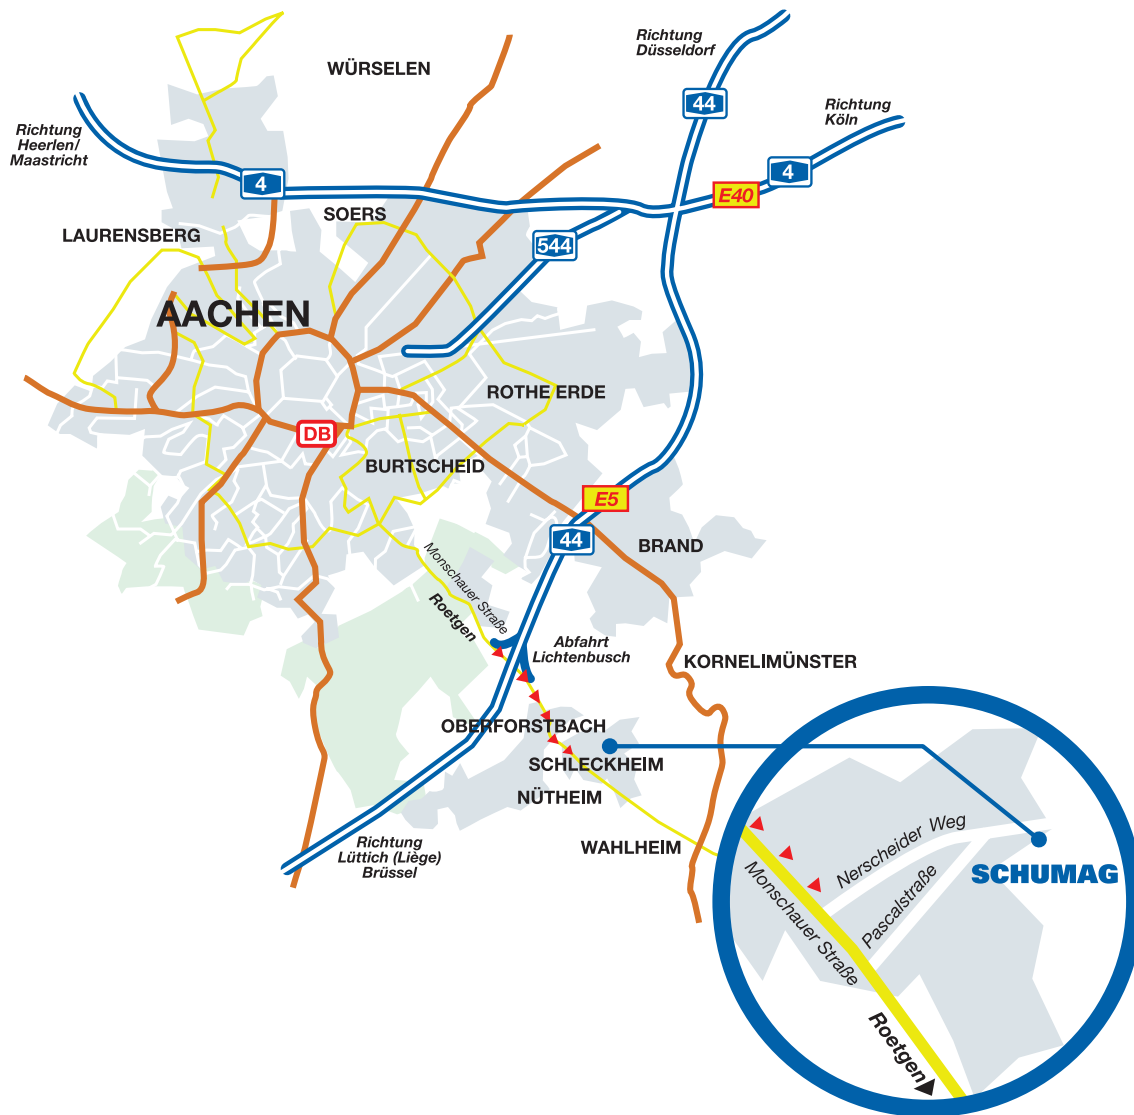 Richtung
Düsseldorf
WÜRSELEN
44
Richtung
Köln
Richtung
Heerlen/
Maastricht
4
4
E40
SOERS
LAURENSBERG
544
AACHEN
ROTHE ERDE
DB
BURTSCHEID
E5
44
BRAND
Monschauer Straße
Roetgen
Abfahrt
Lichtenbusch
KORNELIMÜNSTER
OBERFORSTBACH
SCHLECKHEIM
NÜTHEIM
WAHLHEIM
Richtung
Lüttich (Liège)
Brüssel
Nerscheider Weg
SCHUMAG
Pascalstraße
Monschauer Straße
Roetgen